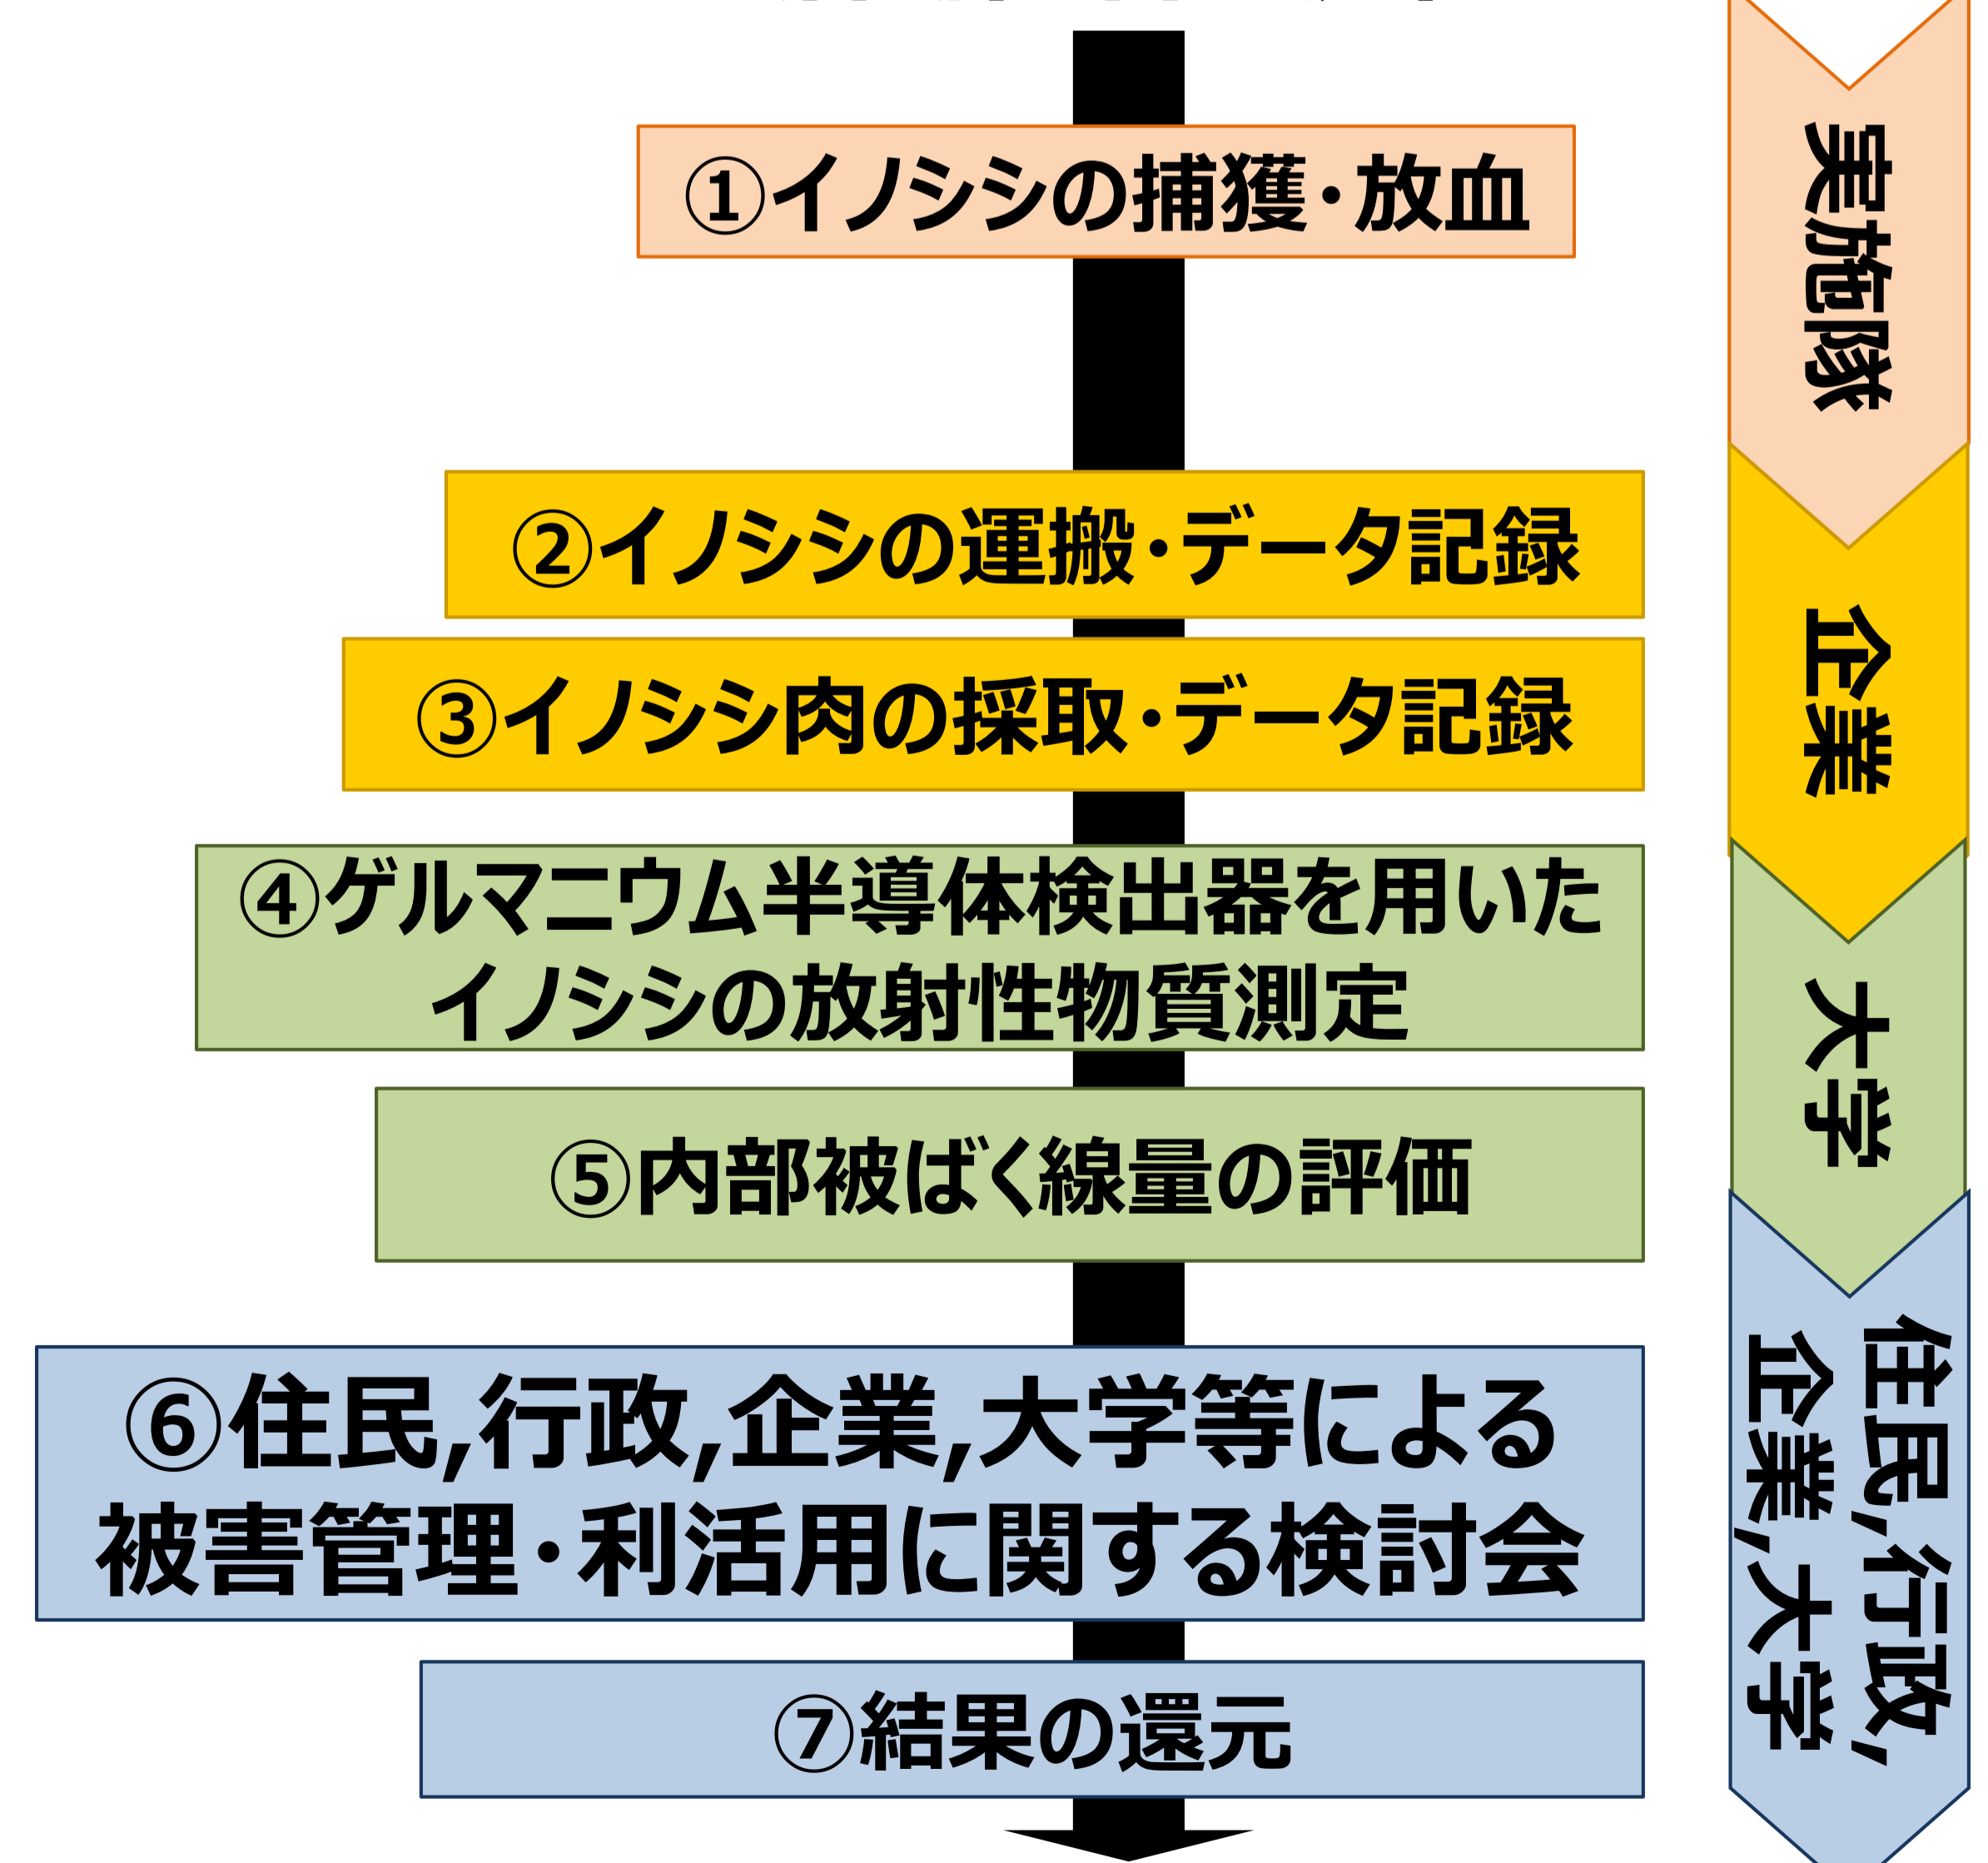 ①イノシシの捕獲・放血
②イノシシの運搬・データ記録
③イノシシ肉の採取・データ記録
④ゲルマニウム半導体検出器を用いた
イノシシの放射性物質測定
⑤内部被ばく線量の評価
⑥住民,行政,企業,大学等による
被害管理・利活用に関する検討会
⑦結果の還元
実施隊
企業
大学
住民,行政,
企業,大学